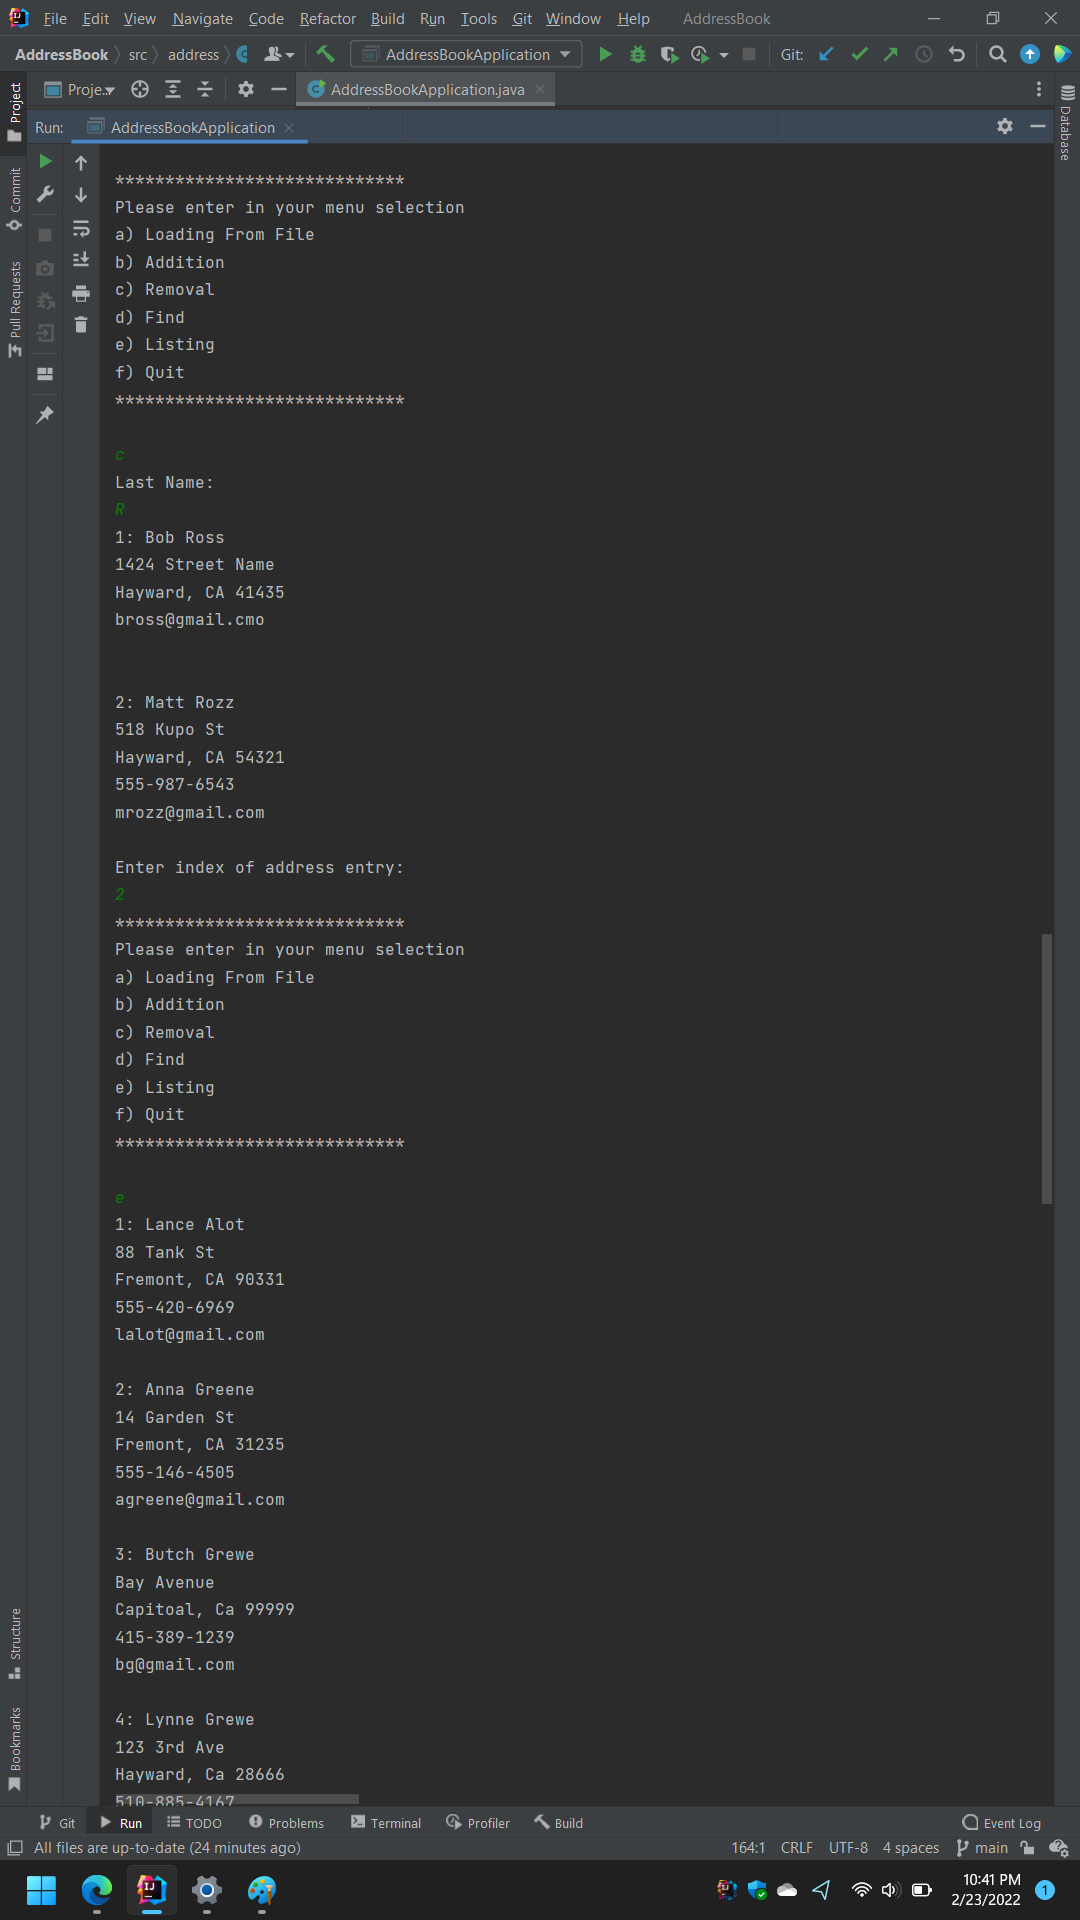 File Edit View Navigate Code Refactor Build Run Tools Git Window Help AddressBook
AddressBook src address AddressBookApplication Git:
Proje.. AddressBookApplication.java
Run: AddressBookApplication
Project
Commit
Pull Requests
Structure
Bookmarks
Database
*****************************
Please enter in your menu selection
a) Loading From File
b) Addition
c) Removal
d) Find
e) Listing
f) Quit
*****************************
c
Last Name:
R
1: Bob Ross
1424 Street Name
Hayward, CA 41435
bross@gmail.cmo
2: Matt Rozz
518 Kupo St
Hayward, CA 54321
555-987-6543
mrozz@gmail.com
Enter index of address entry:
2
*****************************
Please enter in your menu selection
a) Loading From File
b) Addition
c) Removal
d) Find
e) Listing
f) Quit
*****************************
e
1: Lance Alot
88 Tank St
Fremont, CA 90331
555-420-6969
lalot@gmail.com
2: Anna Greene
14 Garden St
Fremont, CA 31235
555-146-4505
agreene@gmail.com
3: Butch Grewe
Bay Avenue
Capitoal, Ca 99999
415-389-1239
bg@gmail.com
4: Lynne Grewe
123 3rd Ave
Hayward, Ca 28666
510-885-4167
Git Run TODO Problems Terminal Profiler Build Event Log
All files are up-to-date (24 minutes ago) 164:1 CRLF UTF-8 4 spaces main
10:41 PM
2/23/2022
1